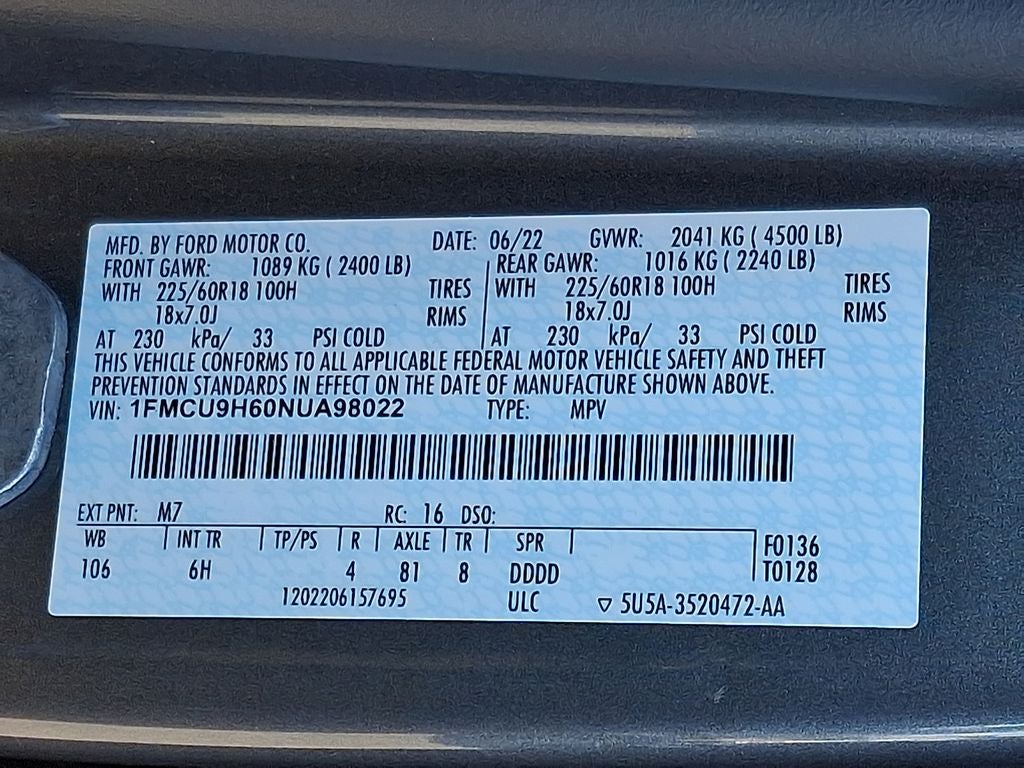 MFD. BY FORD MOTOR CO. DATE: 06/22 GVWR: 2041 KG ( 4500 LB)
FRONT GAWR: 1089 KG ( 2400 LB) REAR GAWR: 1016 KG ( 2240 LB)
WITH 225/60R18 100H TIRES WITH 225/60R18 100H TIRES
18x7.0J RIMS 18x7.0J RIMS
AT 230 kPa/ 33 PSI COLD AT 230 kPa/ 33 PSI COLD
THIS VEHICLE CONFORMS TO ALL APPLICABLE FEDERAL MOTOR VEHICLE SAFETY AND THEFT
PREVENTION STANDARDS IN EFFECT ON THE DATE OF MANUFACTURE SHOWN ABOVE.
VIN: 1FMCU9H60NUA98022 TYPE: MPV
EXT PNT: M7 RC: 16 DSO:
WB INT TR TP/PS R AXLE TR SPR F0136
106 6H 4 81 8 DDDD T0128
1202206157695 ULC ▽ 5U5A-3520472-AA